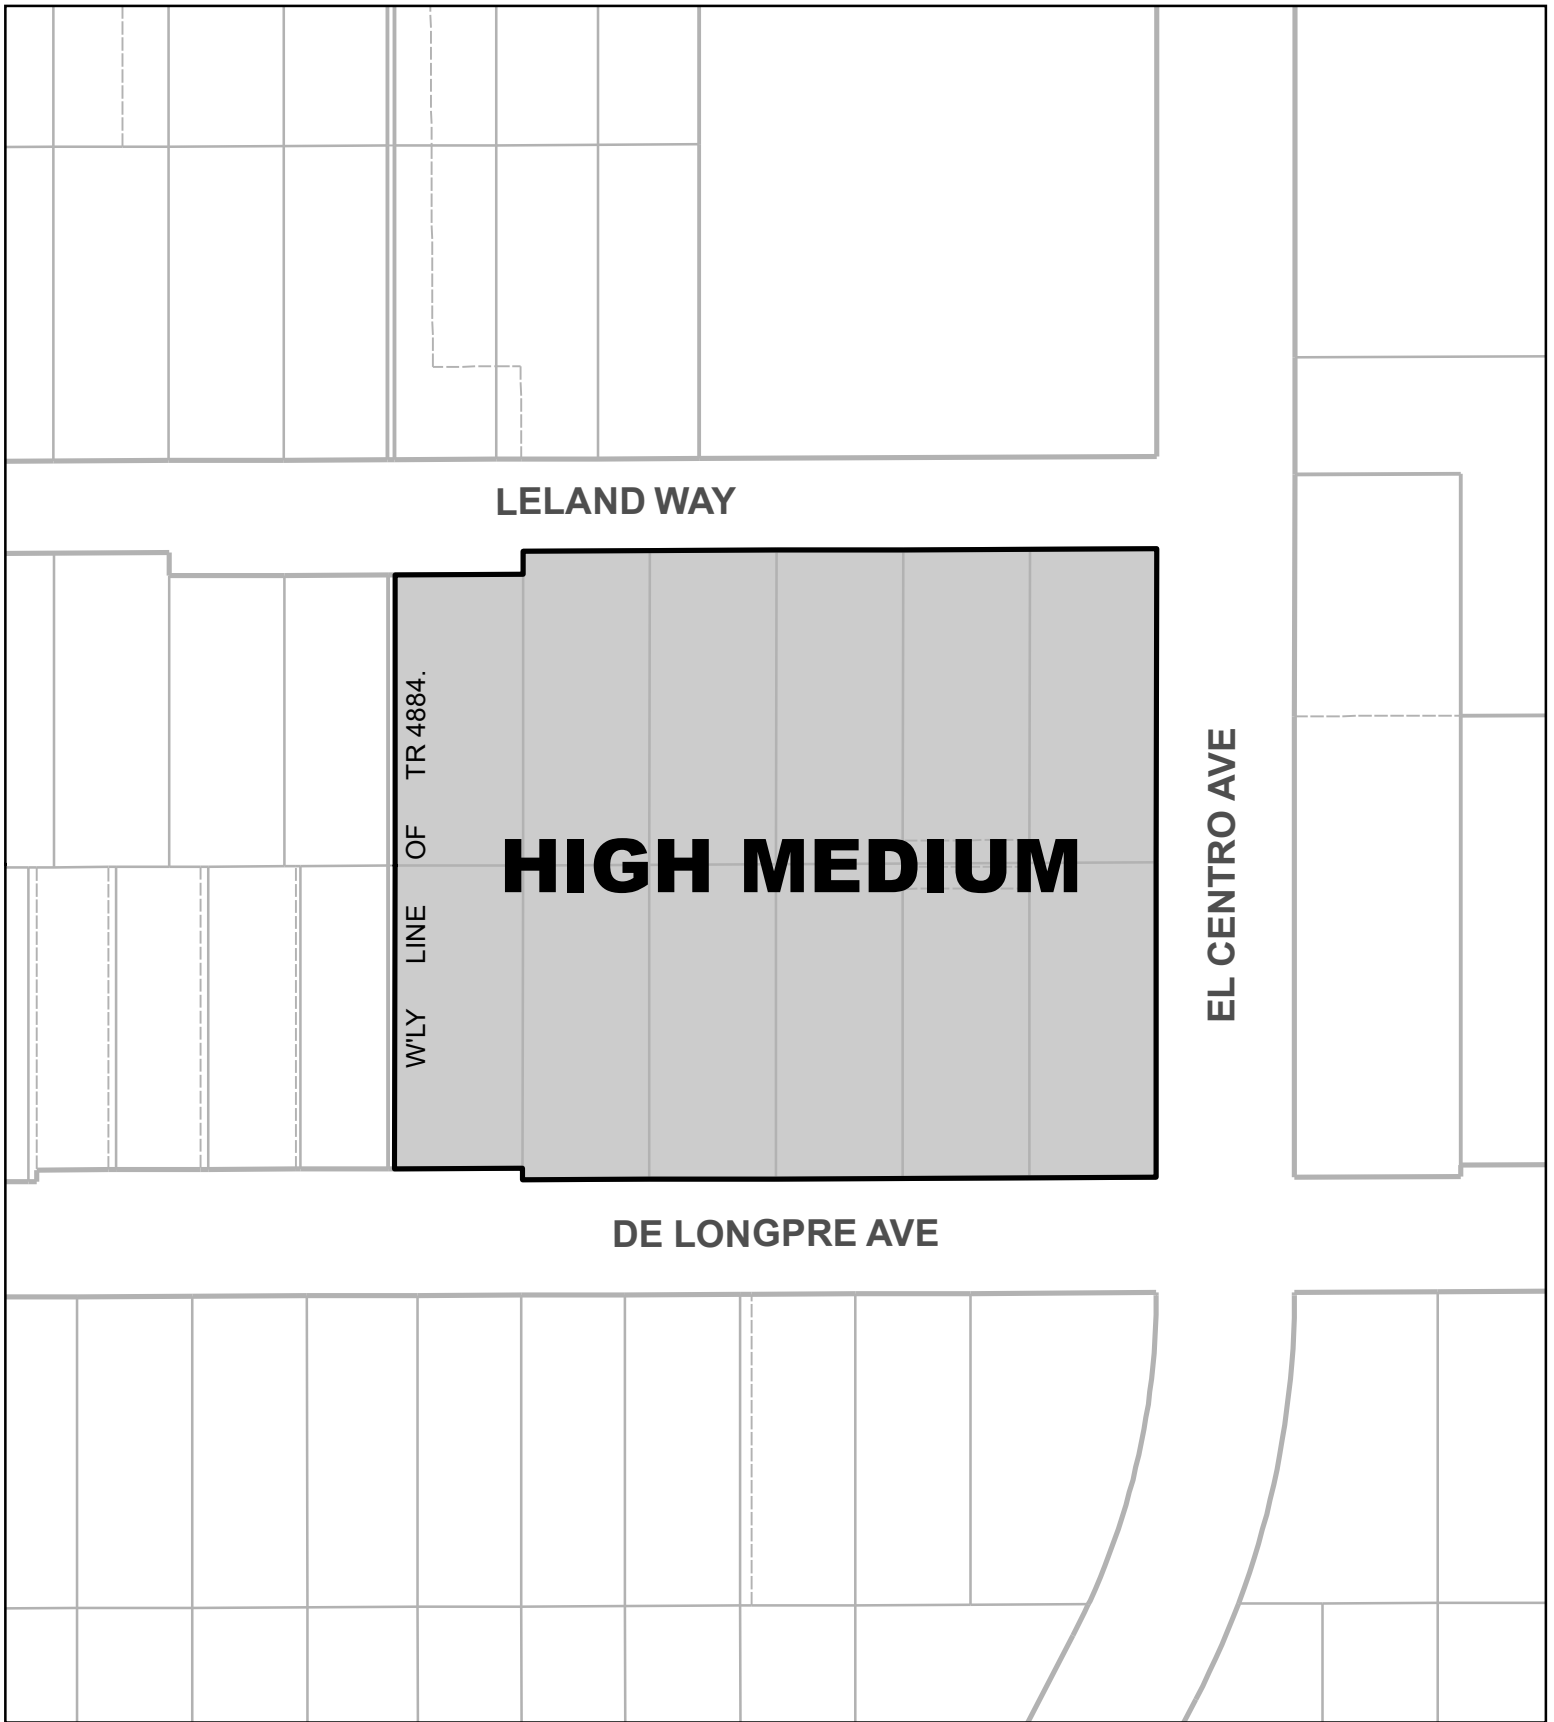 LELAND WAY
W'LY LINE OF TR 4884.
HIGH MEDIUM
EL CENTRO AVE
DE LONGPRE AVE